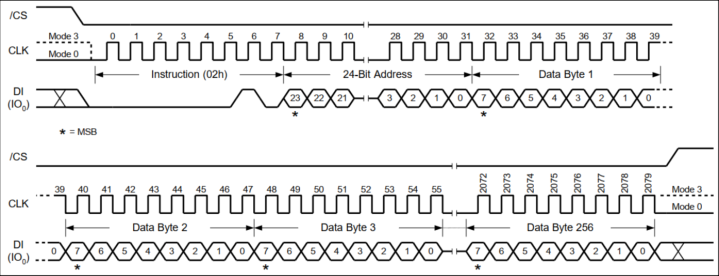 /CS
Mode 3 0 1 2 3 4 5 6 7 8 9 10 28 29 30 31 32 33 34 35 36 37 38 39
CLK Mode 0
Instruction (02h) 24-Bit Address Data Byte 1
DI
(IO0) 23 22 21 3 2 1 0 7 6 5 4 3 2 1 0
* *
* = MSB
/CS
39 40 41 42 43 44 45 46 47 48 49 50 51 52 53 54 55 2072 2073 2074 2075 2076 2077 2078 2079 Mode 3
CLK Mode 0
Data Byte 2 Data Byte 3 Data Byte 256
DI
(IO0) 0 7 6 5 4 3 2 1 0 7 6 5 4 3 2 1 0 7 6 5 4 3 2 1 0
* * *